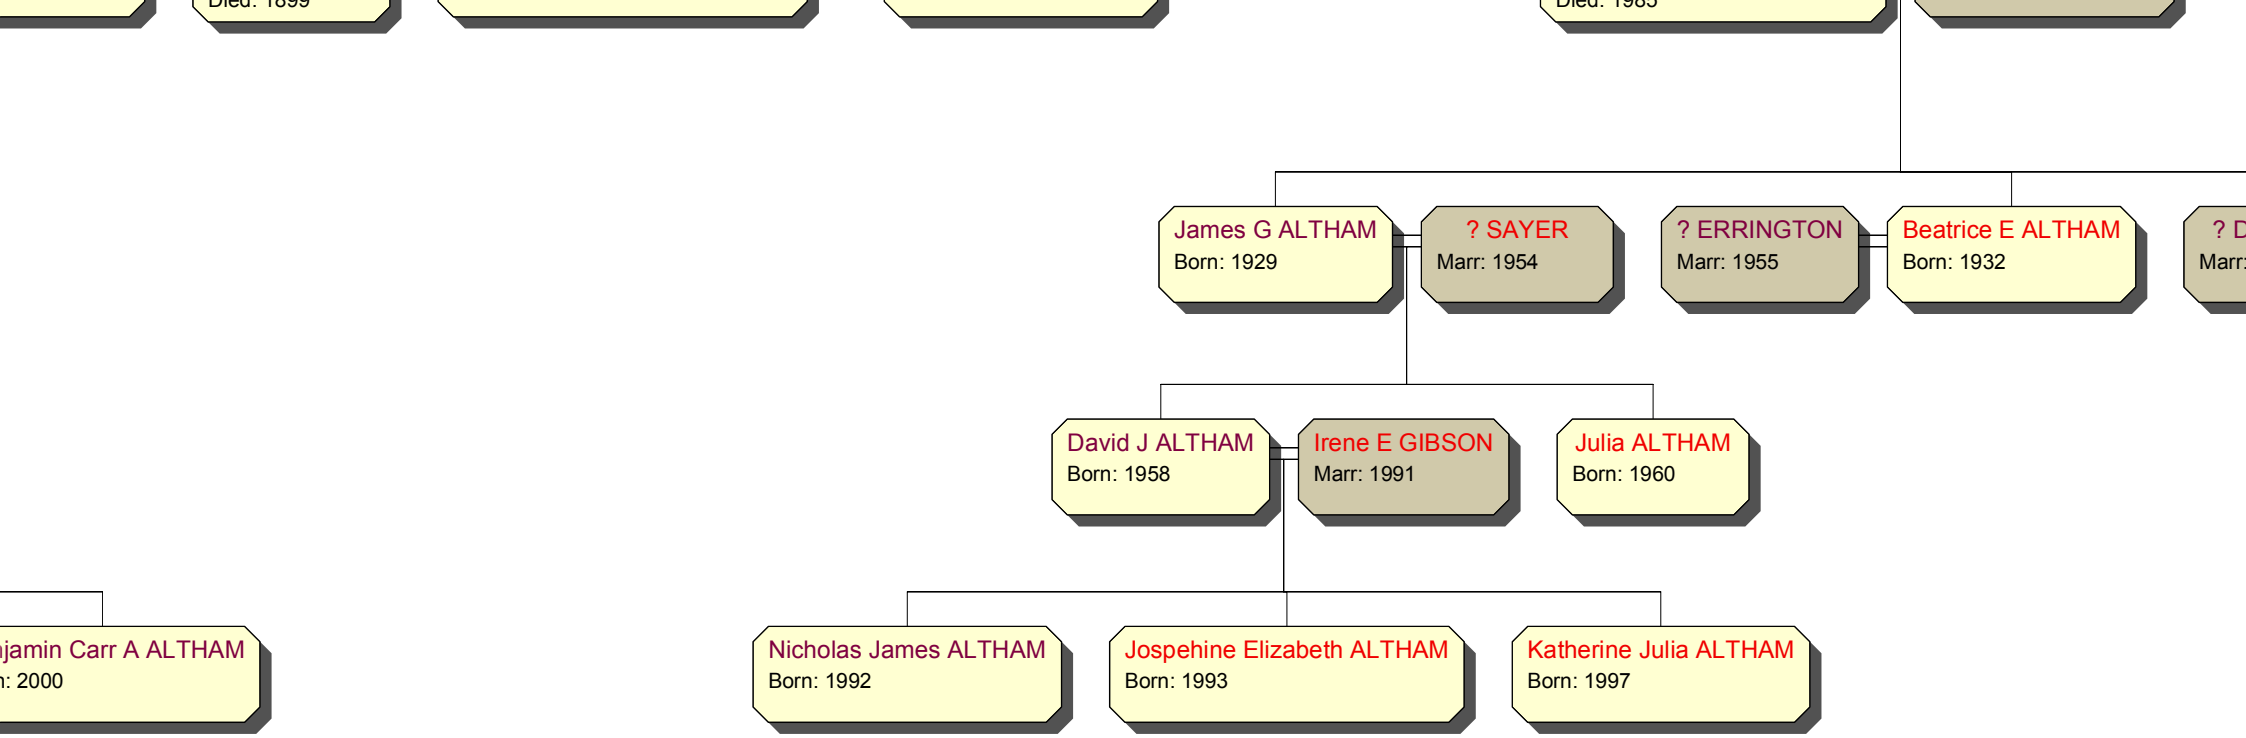 Died: 1899
Died: 1985
James G ALTHAM
Born: 1929
? SAYER
Marr: 1954
? ERRINGTON
Marr: 1955
Beatrice E ALTHAM
Born: 1932
? D
Marr:
David J ALTHAM
Born: 1958
Irene E GIBSON
Marr: 1991
Julia ALTHAM
Born: 1960
njamin Carr A ALTHAM
n: 2000
Nicholas James ALTHAM
Born: 1992
Jospehine Elizabeth ALTHAM
Born: 1993
Katherine Julia ALTHAM
Born: 1997